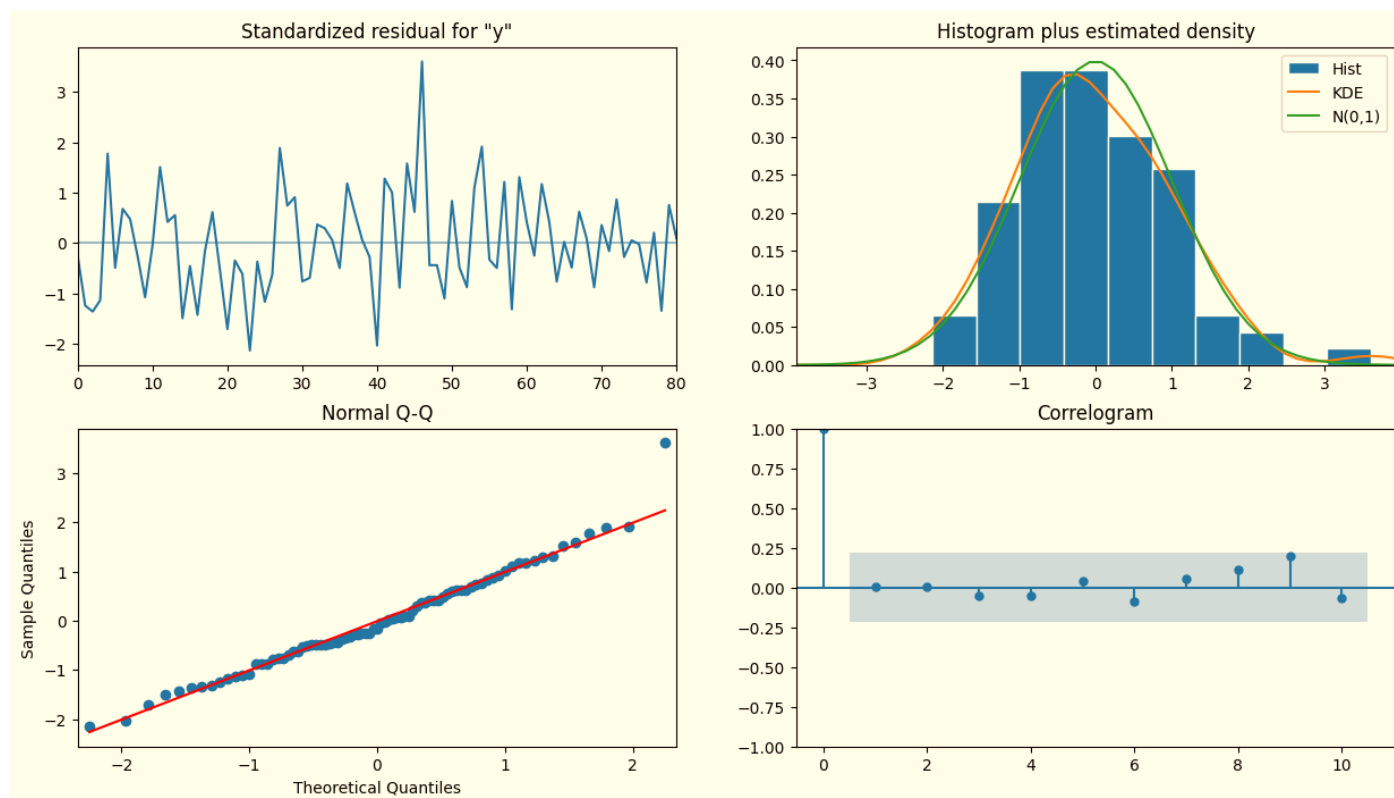 Standardized residual for "y"
3
2
1
0
−1
−2
0 10 20 30 40 50 60 70 80
Histogram plus estimated density
0.40
0.35
0.30
0.25
0.20
0.15
0.10
0.05
0.00
−3 −2 −1 0 1 2 3
Hist
KDE
N(0,1)
Normal Q-Q
Sample Quantiles
3
2
1
0
−1
−2
−2 −1 0 1 2
Theoretical Quantiles
Correlogram
1.00
0.75
0.50
0.25
0.00
−0.25
−0.50
−0.75
−1.00
0 2 4 6 8 10